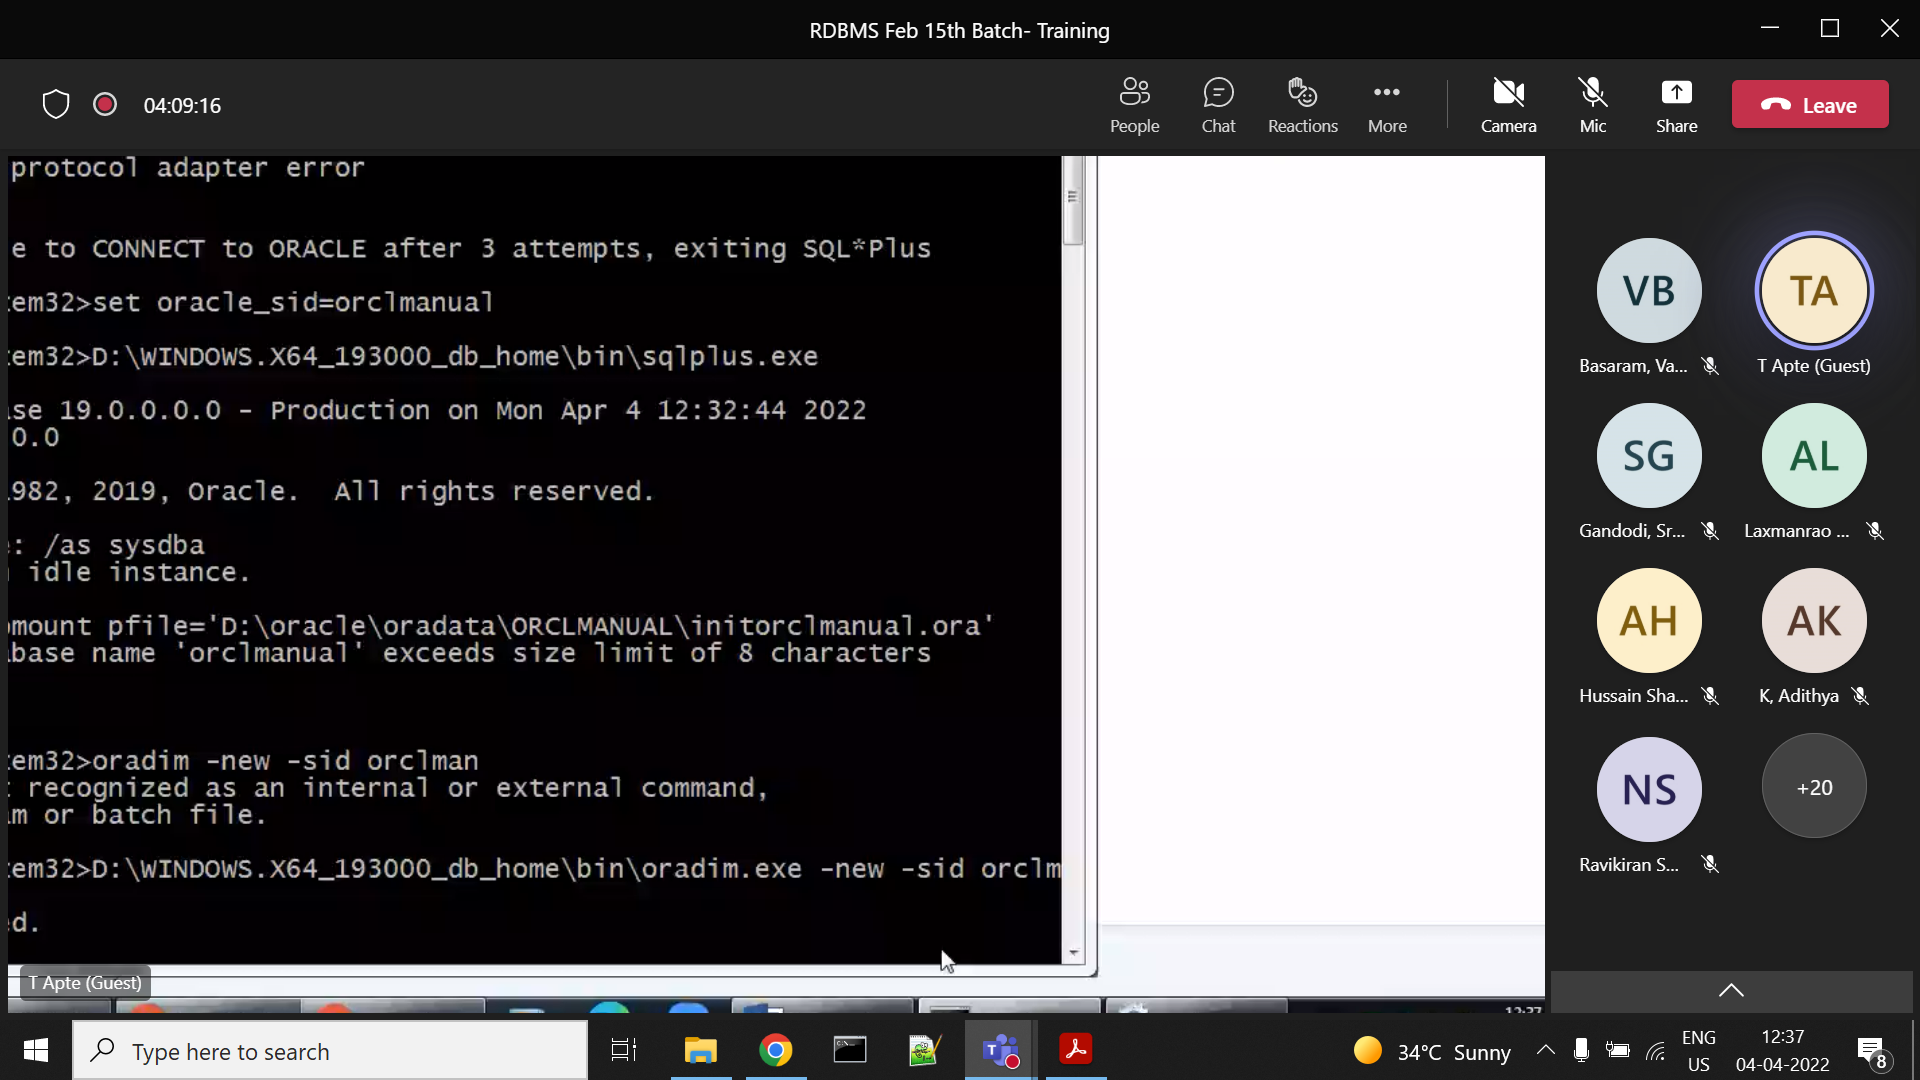 RDBMS Feb 15th Batch- Training
04:09:16
People
Chat
Reactions
More
Camera
Mic
Share
Leave
protocol adapter error
e to CONNECT to ORACLE after 3 attempts, exiting SQL*Plus
em32>set oracle_sid=orclmanual
em32>D:\WINDOWS.X64_193000_db_home\bin\sqlplus.exe
se 19.0.0.0.0 - Production on Mon Apr 4 12:32:44 2022
0.0
982, 2019, Oracle.  All rights reserved.
: /as sysdba
idle instance.
mount pfile='D:\oracle\oradata\ORCLMANUAL\initorclmanual.ora'
base name 'orclmanual' exceeds size limit of 8 characters
em32>oradim -new -sid orclman
recognized as an internal or external command,
m or batch file.
em32>D:\WINDOWS.X64_193000_db_home\bin\oradim.exe -new -sid orclm
ed.
T Apte (Guest)
VB
Basaram, Va...
TA
T Apte (Guest)
SG
Gandodi, Sr...
AL
Laxmanrao ...
AH
Hussain Sha...
AK
K, Adithya
NS
Ravikiran S...
+20
12:37
Type here to search
34°C Sunny
ENG
US
12:37
04-04-2022
8